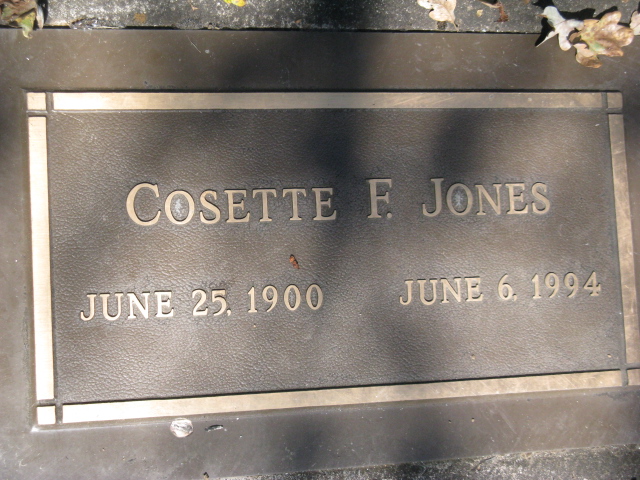 COSETTE F. JONES
JUNE 25, 1900 JUNE 6, 1994